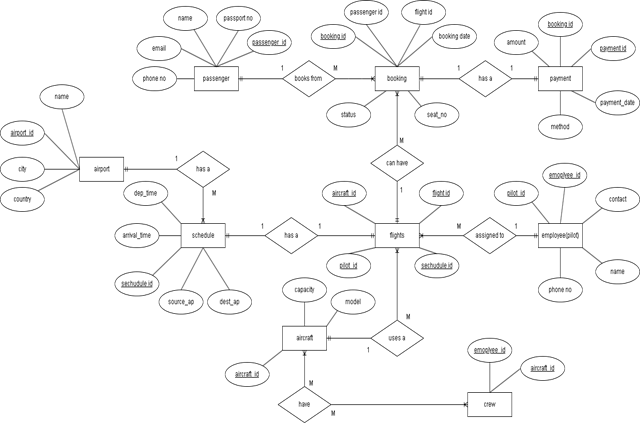 name
passport no
passenger id
flight id
email
passenger_id
booking id
booking date
booking id
amount
payment id
phone no
passenger
1
books from
M
booking
1
has a
1
payment
name
status
seat_no
payment_date
method
airport_id
M
can have
1
city
airport
1
has a
M
country
dep_time
aircraft_id
flight id
pilot_id
emoplyee_id
contact
arrival_time
schedule
1
has a
1
flights
M
assigned to
1
employee(pilot)
sechudule id
pilot_id
sechudule id
name
source_ap
dest_ap
phone no
capacity
model
aircraft
1
uses a
M
aircraft_id
emoplyee_id
aircraft_id
M
have
M
crew